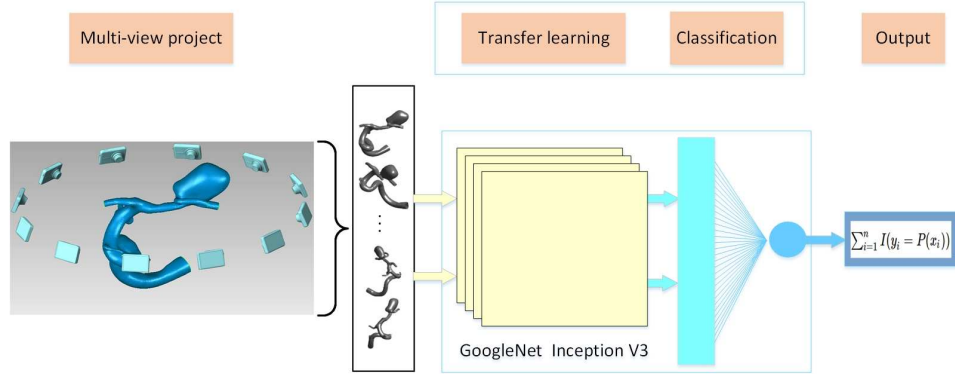 Multi-view project
Transfer learning
Classification
Output
...
GoogleNet Inception V3
∑_{i=1}^{n} I(y_i = P(x_i))